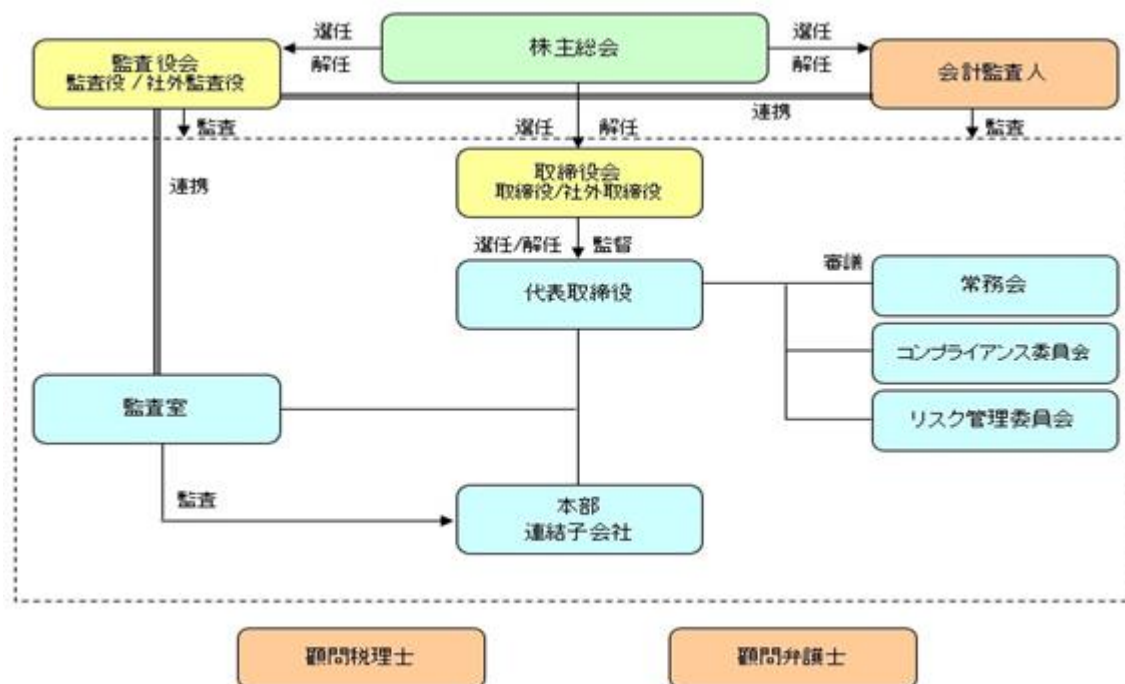 選任
株主総会
選任
解任
解任
監査役会
監査役/社外監査役
会計監査人
連携
監査
選任 解任
監査
取締役会
取締役/社外取締役
連携
選任/解任 監督
審議
代表取締役
常務会
コンプライアンス委員会
監査室
リスク管理委員会
監査
本部
連結子会社
顧問税理士
顧問弁護士